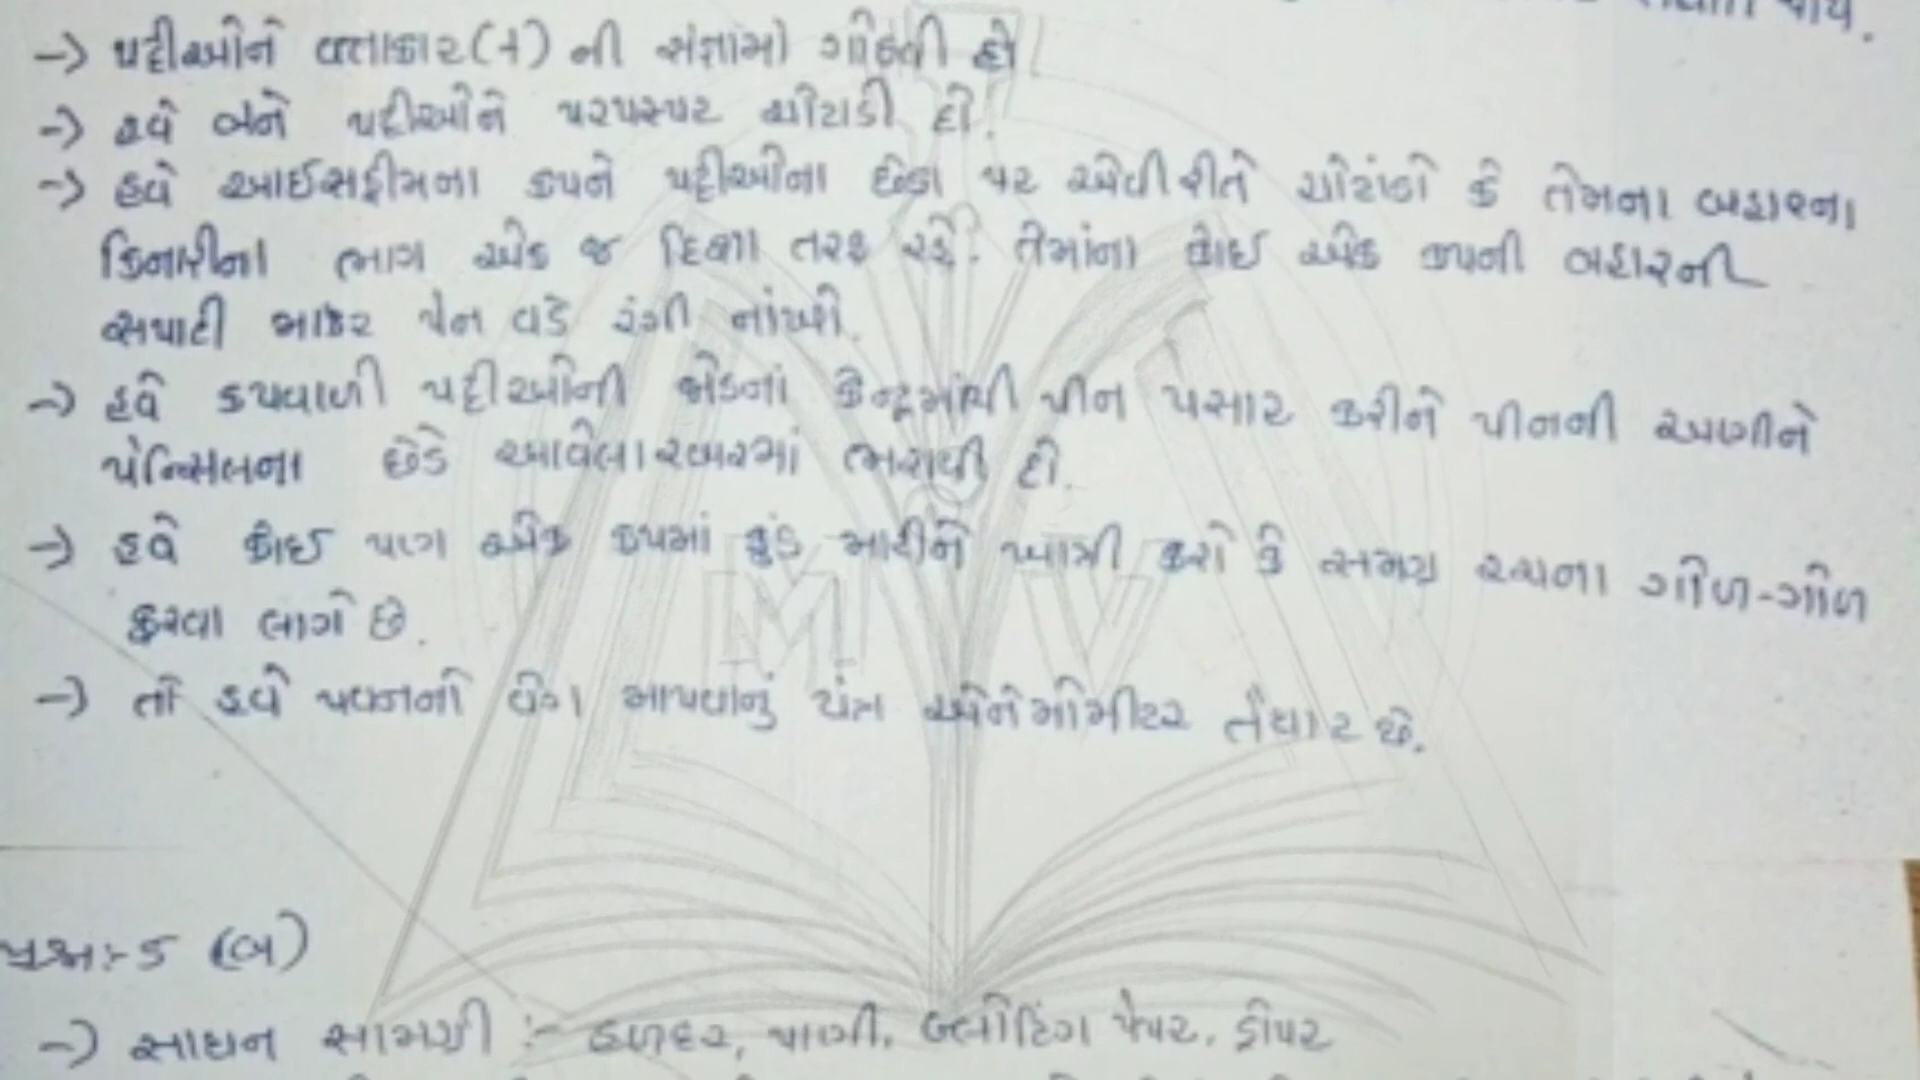 થાય.
→ પટ્ટીઓને વત્તાકાર(+) ની સંજ્ઞામાં ગોઠવી દો
→ હવે બંને પટ્ટીઓને પરસ્પર ચોંટાડી દો.
→ હવે આઈસક્રીમના કપને પટ્ટીઓના છેડા પર એવી રીતે ચોંટાડો કે તેમના બહારના
કિનારીના ભાગ એક જ દિશા તરફ રહે. તેમાંના કોઈ એક કપની બહારની
સપાટી માર્કર પેન વડે રંગી નાંખો.
→ હવે કપવાળી પટ્ટીઓની જોડના કેન્દ્રમાંથી પીન પસાર કરીને પીનની અણીને
પેન્સિલના છેડે આવેલા રબરમાં ભરાવી દો.
→ હવે કોઈ પણ એક કપમાં ફૂંક મારીને ખાત્રી કરો કે સમગ્ર રચના ગોળ-ગોળ
ફરવા લાગે છે.
→ તો હવે પવનનો વેગ માપવાનું યંત્ર એનેમોમીટર તૈયાર છે.
MV
પ્રશ્ન:-5 (બ)
→ સાધન સામગ્રી :- હળદર, પાણી, બ્લોટિંગ પેપર, ડ્રોપર